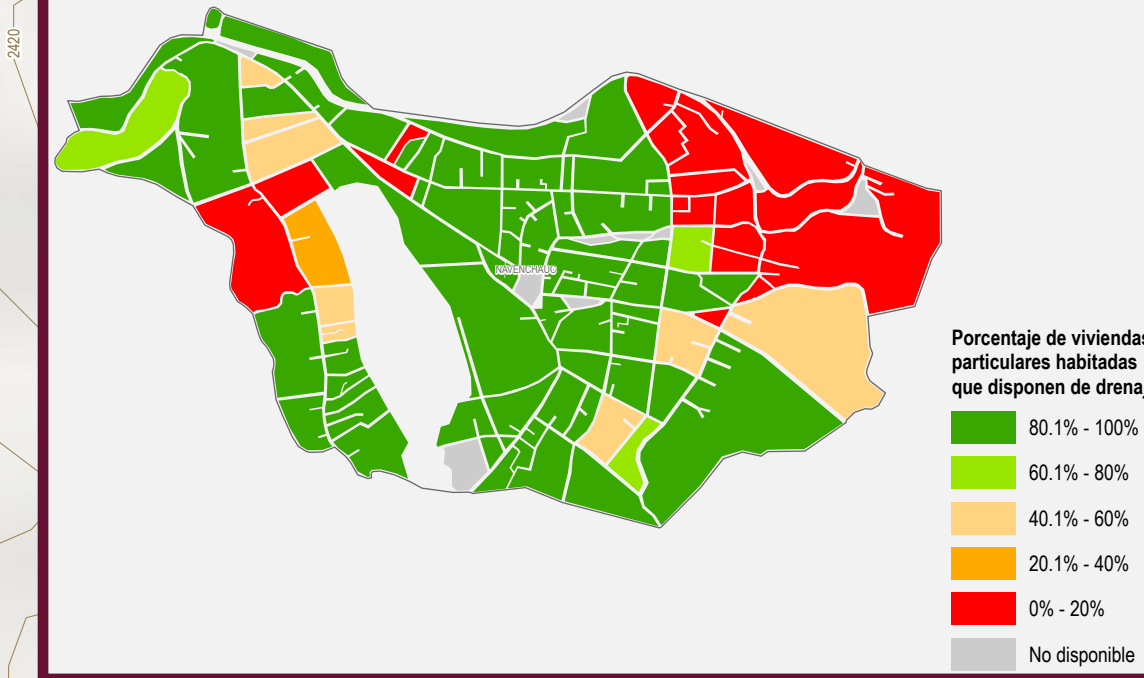 2420
NAVENCHAUC
Porcentaje de viviendas
particulares habitadas
que disponen de drenaj
80.1% - 100%
60.1% - 80%
40.1% - 60%
20.1% - 40%
0% - 20%
No disponible